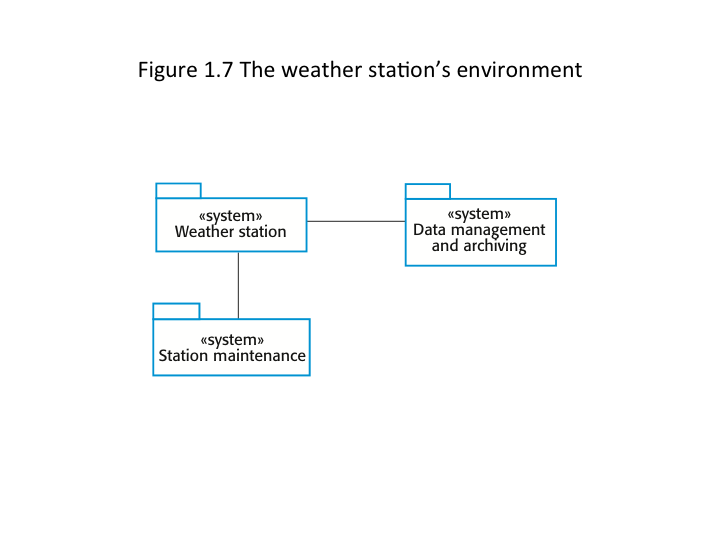 Figure 1.7 The weather station’s environment
«system»
Weather station
«system»
Data management
and archiving
«system»
Station maintenance